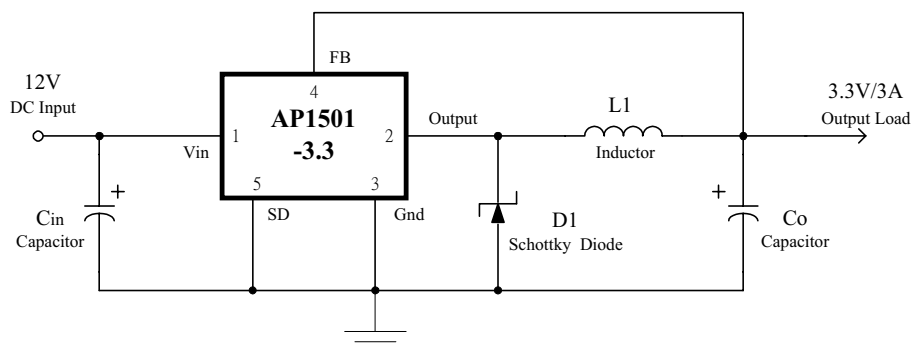 FB
12V
DC Input
4
AP1501
-3.3
1
2
Vin
Output
L1
Inductor
3.3V/3A
Output Load
5
3
SD
Gnd
+
Cin
Capacitor
D1
Schottky Diode
+
Co
Capacitor